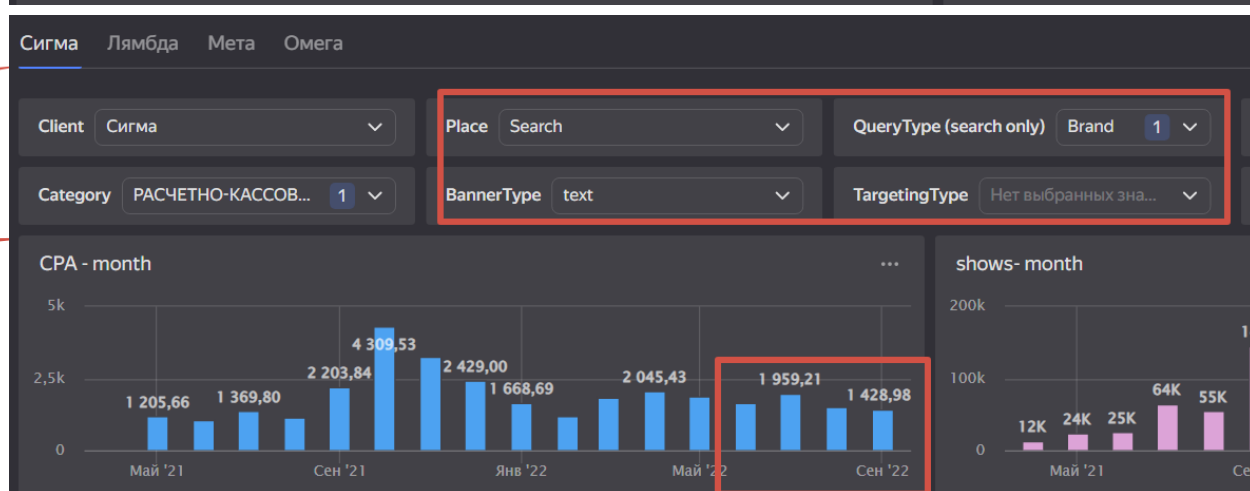 Сигма Лямбда Мета Омега
Client Сигма Place Search QueryType (search only) Brand 1
Category РАСЧЕТНО-КАССОВ... 1 BannerType text TargetingType Нет выбранных зна...
CPA - month
5k
2,5k
0
1 205,66
1 369,80
2 203,84
4 309,53
2 429,00
1 668,69
2 045,43
1 959,21
1 428,98
Май '21 Сен '21 Янв '22 Май '22 Сен '22
shows- month
200k
100k
0
12K
24K
25K
64K
55K
1
Май '21 Се